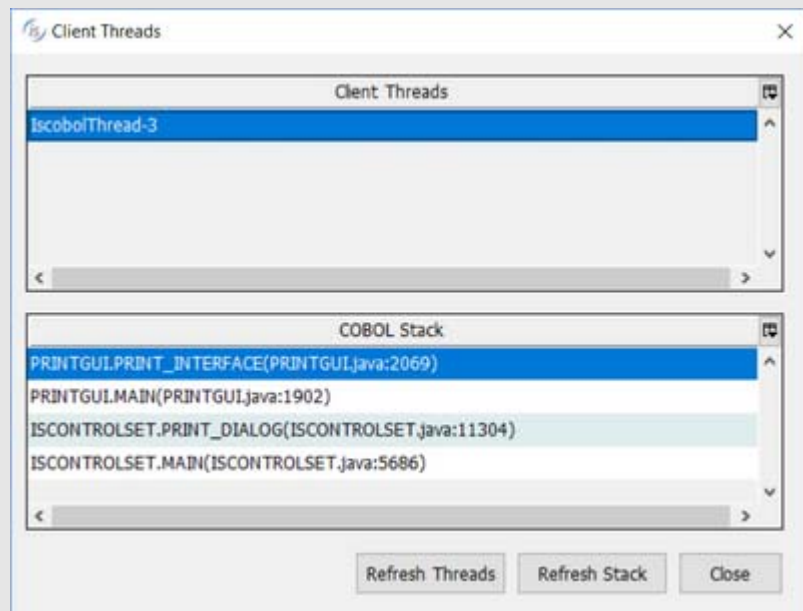 Client Threads
Client Threads
IscobolThread-3
COBOL Stack
PRINTGUI.PRINT_INTERFACE(PRINTGUI.java:2069)
PRINTGUI.MAIN(PRINTGUI.java:1902)
ISCONTROLSET.PRINT_DIALOG(ISCONTROLSET.java:11304)
ISCONTROLSET.MAIN(ISCONTROLSET.java:5686)
Refresh Threads Refresh Stack Close